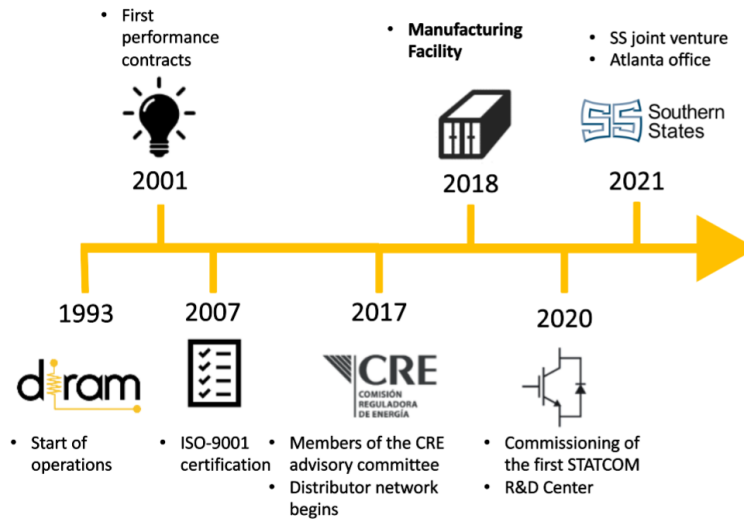 • First
performance
contracts
2001
• Manufacturing
Facility
2018
• SS joint venture
• Atlanta office
SS Southern
States
2021
1993
diram
• Start of
operations
2007
• ISO-9001
certification
2017
CRE
COMISIÓN
REGULADORA
DE ENERGÍA
• Members of the CRE
advisory committee
• Distributor network
begins
2020
• Commissioning of
the first STATCOM
• R&D Center